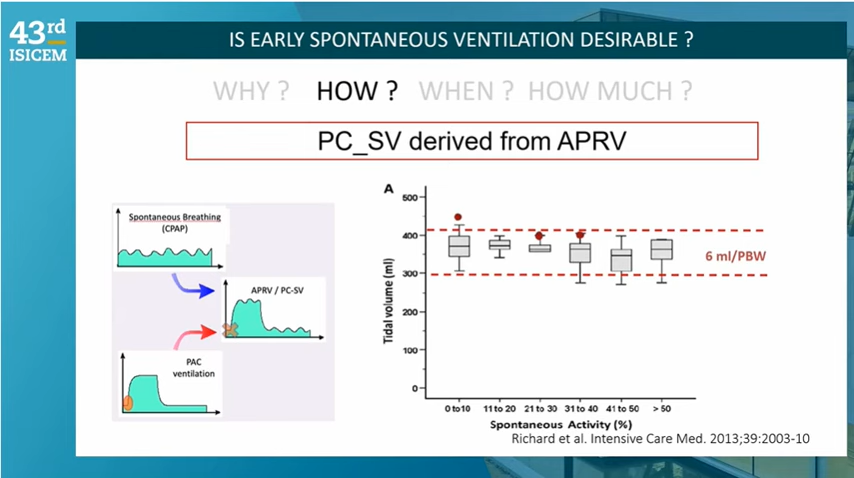 43rd
ISICEM
IS EARLY SPONTANEOUS VENTILATION DESIRABLE ?
WHY ? HOW ? WHEN ? HOW MUCH ?
PC_SV derived from APRV
Spontaneous Breathing
(CPAP)
APRV / PC-SV
PAC
ventilation
A
Tidal volume (ml)
500
400
300
200
100
0
6 ml/PBW
0 to 10 11 to 20 21 to 30 31 to 40 41 to 50 > 50
Spontaneous Activity (%)
Richard et al. Intensive Care Med. 2013;39:2003-10